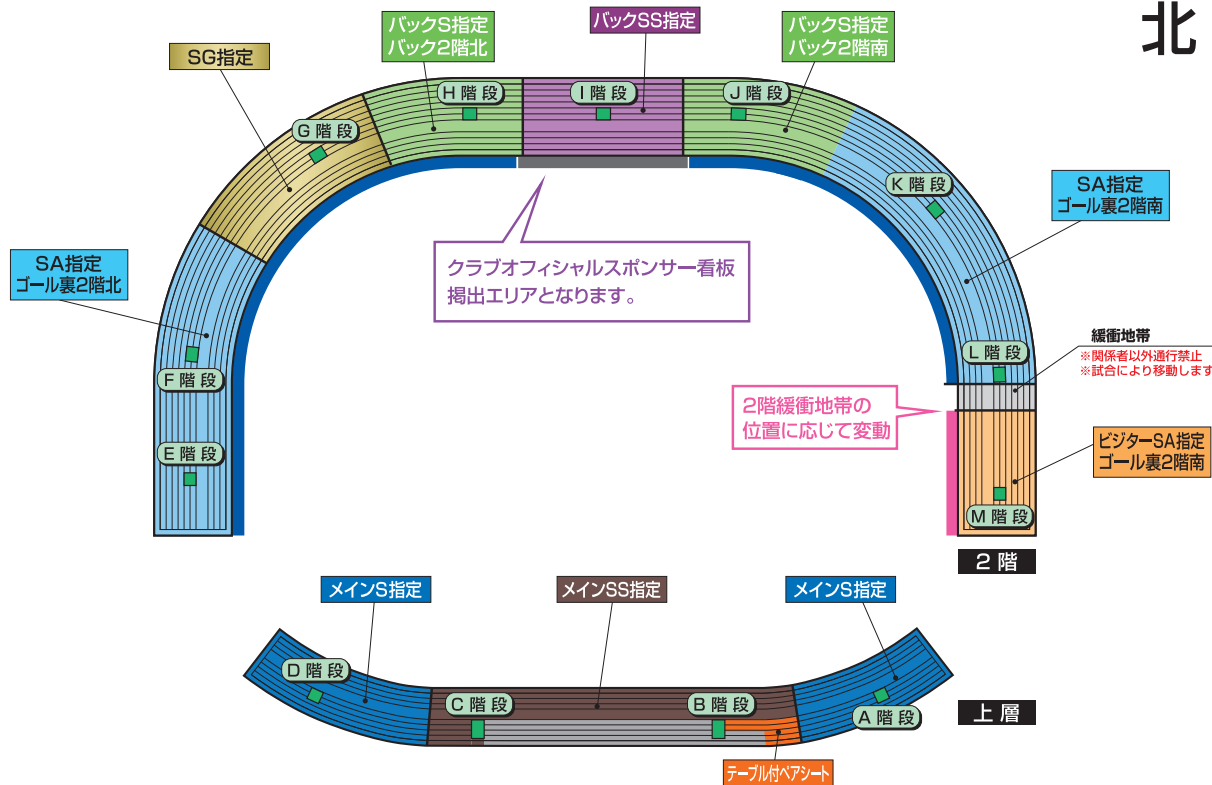 北
バックS指定
バック2階北
バックSS指定
バックS指定
バック2階南
SG指定
H 階 段
I 階 段
J 階 段
G 階 段
K 階 段
SA指定
ゴール裏2階南
SA指定
ゴール裏2階北
クラブオフィシャルスポンサー看板
掲出エリアとなります。
緩衝地帯
※関係者以外通行禁止
※試合により移動します
L 階 段
F 階 段
2階緩衝地帯の
位置に応じて変動
E 階 段
ビジターSA指定
ゴール裏2階南
M 階 段
2 階
メインS指定
メインSS指定
メインS指定
D 階 段
C 階 段
B 階 段
A 階 段
上 層
テーブル付ペアシート